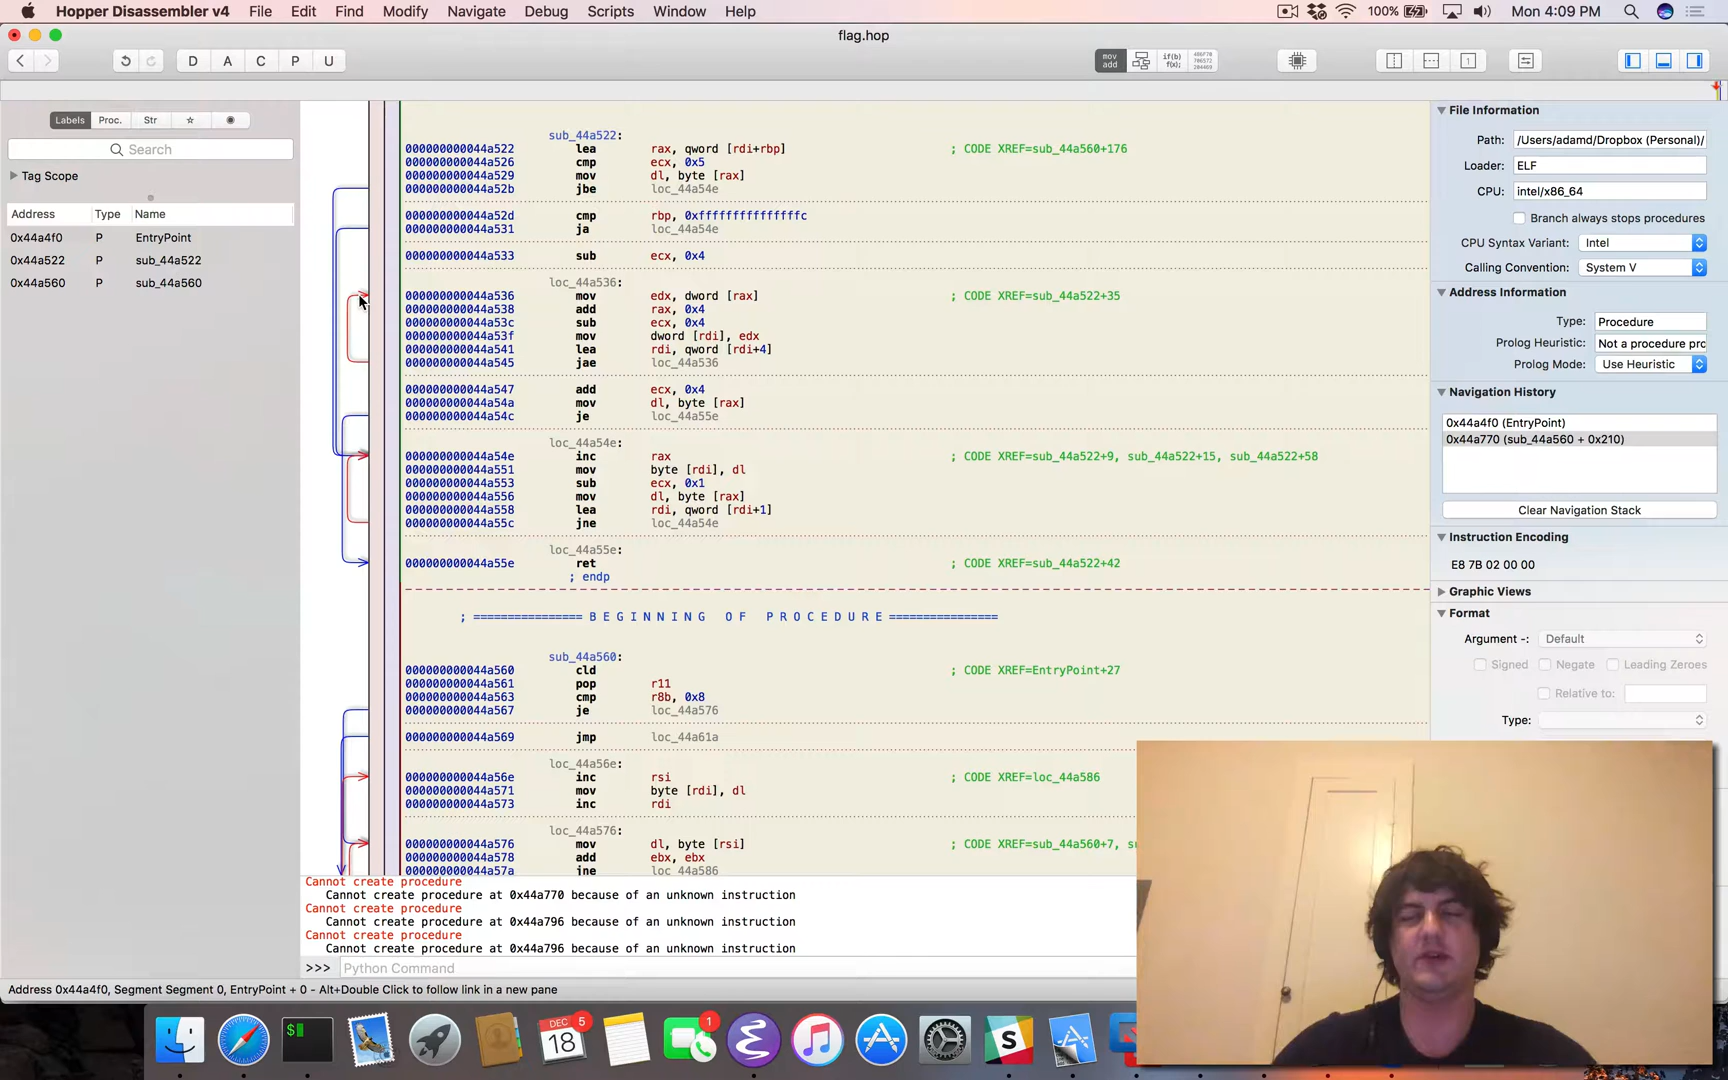 Hopper Disassembler v4 File Edit Find Modify Navigate Debug Scripts Window Help 100% Mon 4:09 PM
flag.hop
D A C P U mov add if(b) f(x);
Labels Proc. Str
Search
Tag Scope
Address Type Name
0x44a4f0 P EntryPoint
0x44a522 P sub_44a522
0x44a560 P sub_44a560
sub_44a522:
000000000044a522 lea rax, qword [rdi+rbp] ; CODE XREF=sub_44a560+176
000000000044a526 cmp ecx, 0x5
000000000044a529 mov dl, byte [rax]
000000000044a52b jbe loc_44a54e
000000000044a52d cmp rbp, 0xfffffffffffffffc
000000000044a531 ja loc_44a54e
000000000044a533 sub ecx, 0x4
loc_44a536:
000000000044a536 mov edx, dword [rax] ; CODE XREF=sub_44a522+35
000000000044a538 add rax, 0x4
000000000044a53c sub ecx, 0x4
000000000044a53f mov dword [rdi], edx
000000000044a541 lea rdi, qword [rdi+4]
000000000044a545 jae loc_44a536
000000000044a547 add ecx, 0x4
000000000044a54a mov dl, byte [rax]
000000000044a54c je loc_44a55e
loc_44a54e:
000000000044a54e inc rax ; CODE XREF=sub_44a522+9, sub_44a522+15, sub_44a522+58
000000000044a551 mov byte [rdi], dl
000000000044a553 sub ecx, 0x1
000000000044a556 mov dl, byte [rax]
000000000044a558 lea rdi, qword [rdi+1]
000000000044a55c jne loc_44a54e
loc_44a55e:
000000000044a55e ret ; CODE XREF=sub_44a522+42
; endp
; ================ B E G I N N I N G O F P R O C E D U R E ================
sub_44a560:
000000000044a560 cld ; CODE XREF=EntryPoint+27
000000000044a561 pop r11
000000000044a563 cmp r8b, 0x8
000000000044a567 je loc_44a576
000000000044a569 jmp loc_44a61a
loc_44a56e:
000000000044a56e inc rsi ; CODE XREF=loc_44a586
000000000044a571 mov byte [rdi], dl
000000000044a573 inc rdi
loc_44a576:
000000000044a576 mov dl, byte [rsi] ; CODE XREF=sub_44a560+7, su
000000000044a578 add ebx, ebx
000000000044a57a jne loc_44a586
Cannot create procedure
Cannot create procedure at 0x44a770 because of an unknown instruction
Cannot create procedure
Cannot create procedure at 0x44a796 because of an unknown instruction
Cannot create procedure
Cannot create procedure at 0x44a796 because of an unknown instruction
>>> Python Command
Address 0x44a4f0, Segment Segment 0, EntryPoint + 0 - Alt+Double Click to follow link in a new pane
File Information
Path: /Users/adamd/Dropbox (Personal)/
Loader: ELF
CPU: intel/x86_64
Branch always stops procedures
CPU Syntax Variant: Intel
Calling Convention: System V
Address Information
Type: Procedure
Prolog Heuristic: Not a procedure prc
Prolog Mode: Use Heuristic
Navigation History
0x44a4f0 (EntryPoint)
0x44a770 (sub_44a560 + 0x210)
Clear Navigation Stack
Instruction Encoding
E8 7B 02 00 00
Graphic Views
Format
Argument -: Default
Signed Negate Leading Zeroes
Relative to:
Type:
$
DEC 5
18
1
S